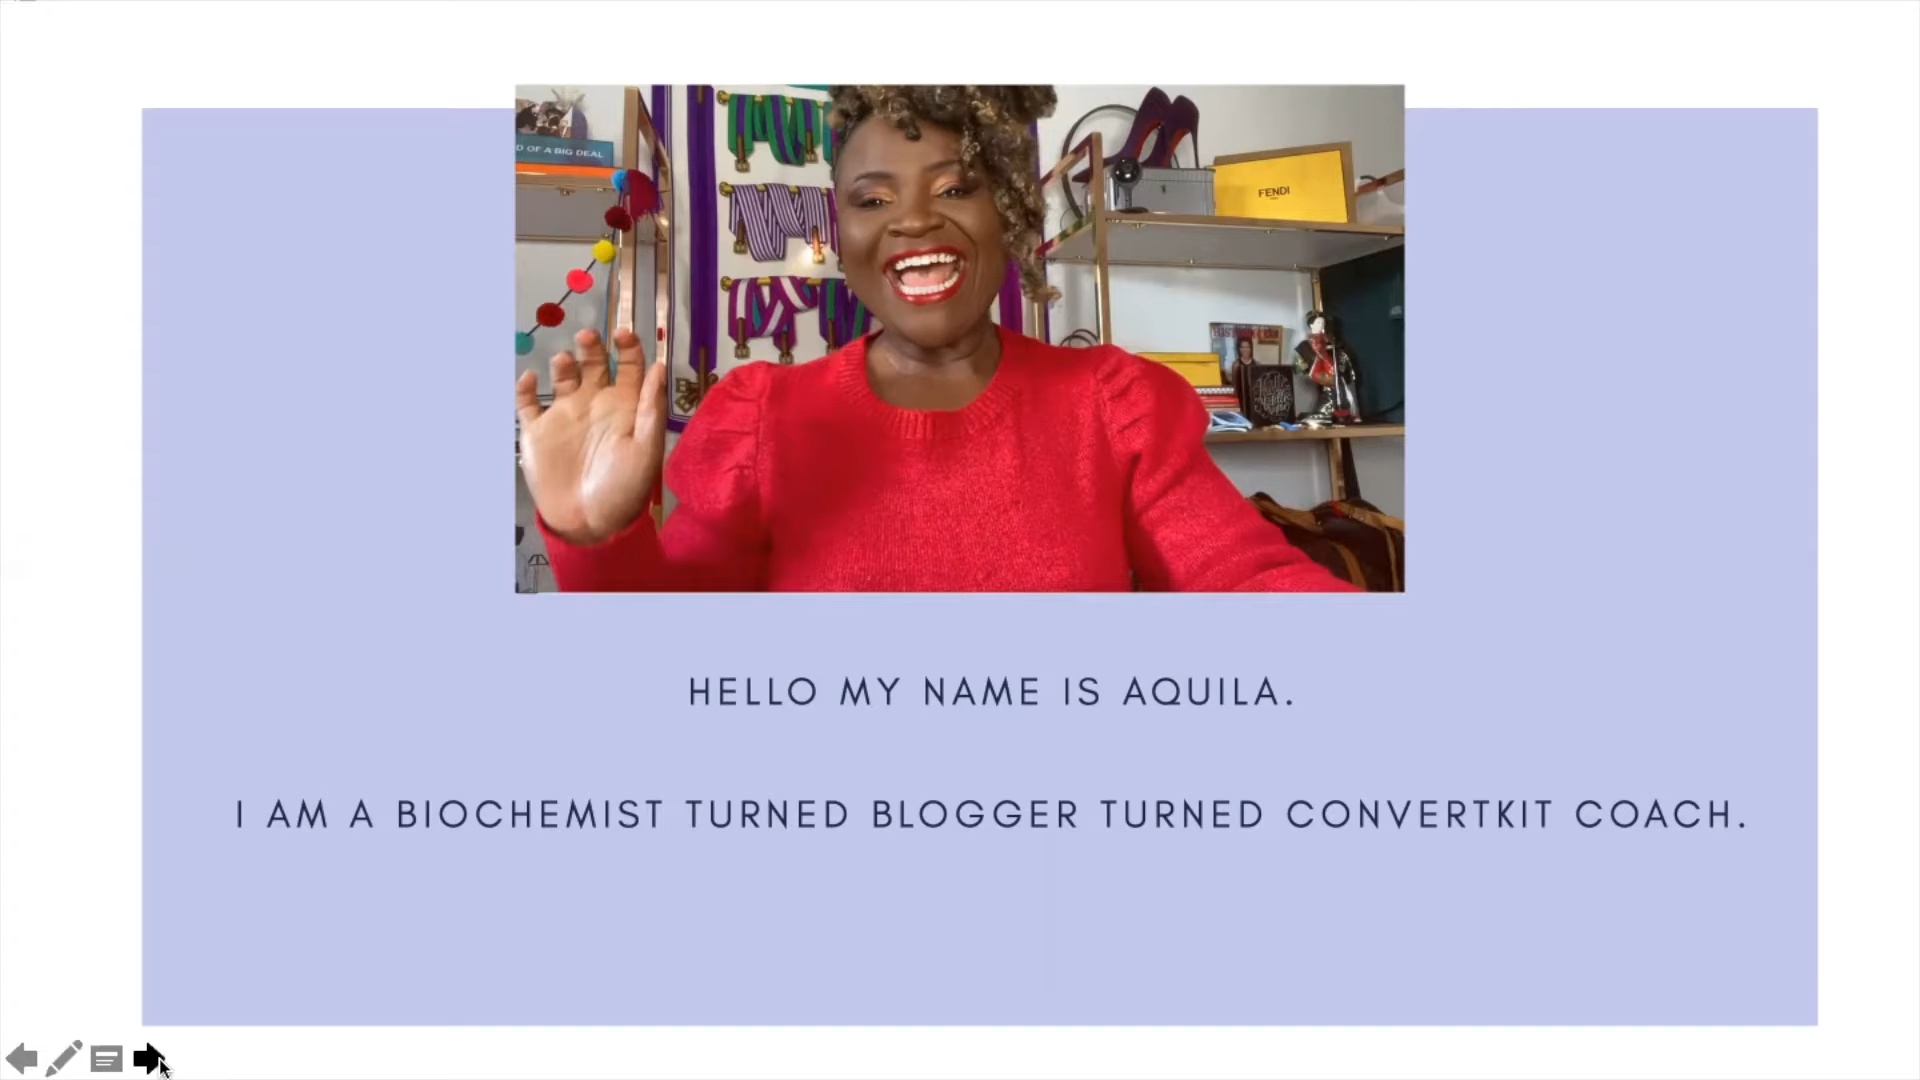 D OF A BIG DEAL
FENDI
HELLO MY NAME IS AQUILA.
I AM A BIOCHEMIST TURNED BLOGGER TURNED CONVERTKIT COACH.